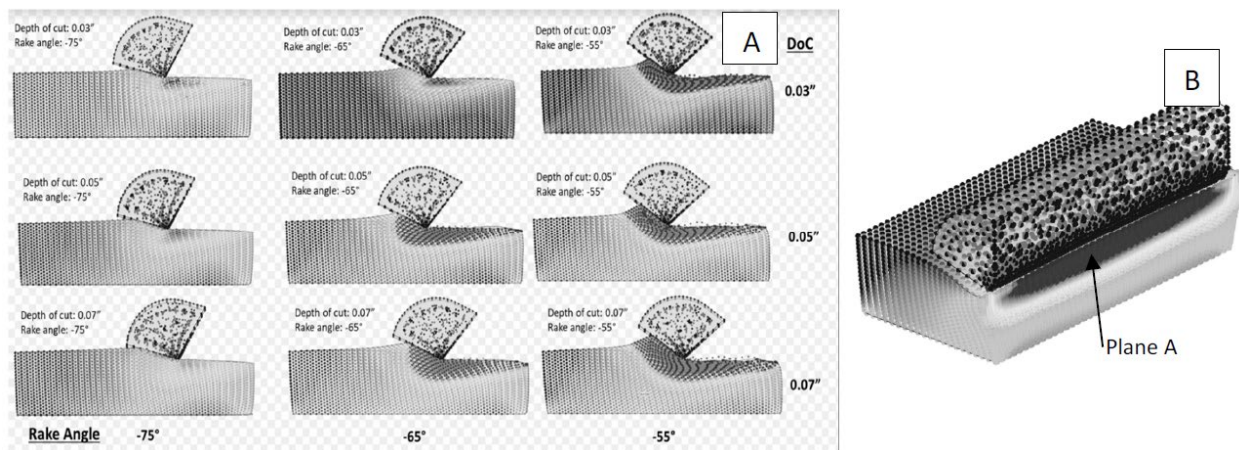 Depth of cut: 0.03"
Rake angle: -75°
Depth of cut: 0.03"
Rake angle: -65°
Depth of cut: 0.03"
Rake angle: -55°
A
DoC
0.03"
Depth of cut: 0.05"
Rake angle: -75°
Depth of cut: 0.05"
Rake angle: -65°
Depth of cut: 0.05"
Rake angle: -55°
0.05"
Depth of cut: 0.07"
Rake angle: -75°
Depth of cut: 0.07"
Rake angle: -65°
Depth of cut: 0.07"
Rake angle: -55°
0.07"
Rake Angle -75° -65° -55°
B
Plane A